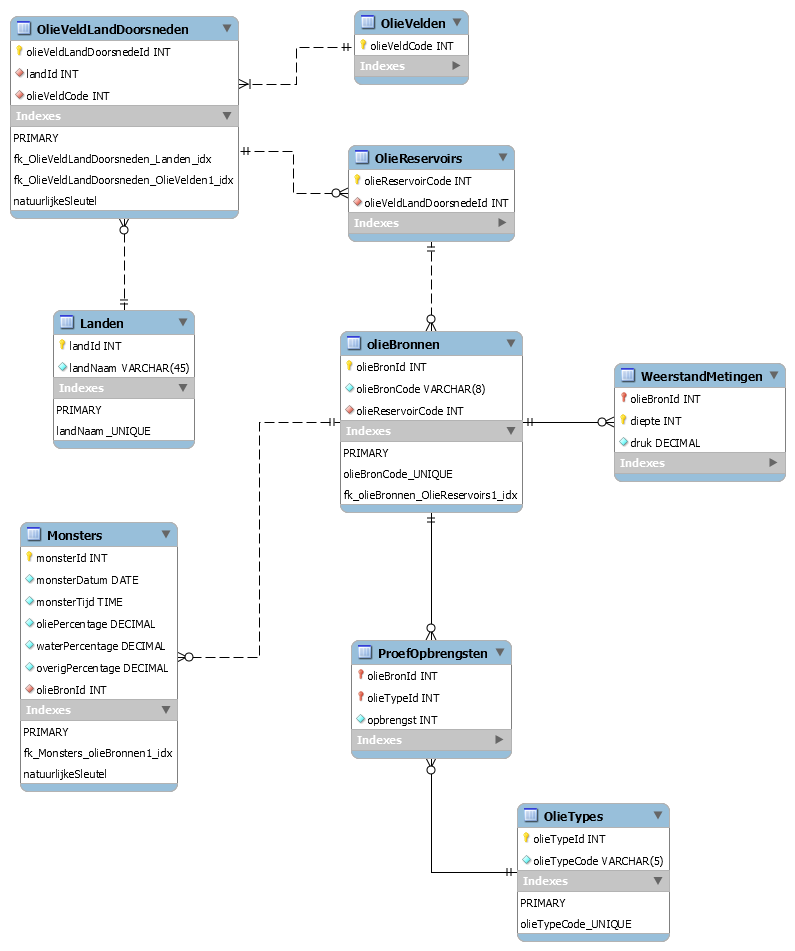 OlieVeldLandDoorsneden
olieVeldLandDoorsnedeId INT
landId INT
olieVeldCode INT
Indexes
PRIMARY
fk_OlieVeldLandDoorsneden_Landen_idx
fk_OlieVeldLandDoorsneden_OlieVelden1_idx
natuurlijkeSleutel
OlieVelden
olieVeldCode INT
Indexes
OlieReservoirs
olieReservoirCode INT
olieVeldLandDoorsnedeId INT
Indexes
Landen
landId INT
landNaam VARCHAR(45)
Indexes
PRIMARY
landNaam_UNIQUE
olieBronnen
olieBronId INT
olieBronCode VARCHAR(8)
olieReservoirCode INT
Indexes
PRIMARY
olieBronCode_UNIQUE
fk_olieBronnen_OlieReservoirs1_idx
WeerstandMetingen
olieBronId INT
diepte INT
druk DECIMAL
Indexes
Monsters
monsterId INT
monsterDatum DATE
monsterTijd TIME
oliePercentage DECIMAL
waterPercentage DECIMAL
overigPercentage DECIMAL
olieBronId INT
Indexes
PRIMARY
fk_Monsters_olieBronnen1_idx
natuurlijkeSleutel
ProefOpbrengsten
olieBronId INT
olieTypeId INT
opbrengst INT
Indexes
OlieTypes
olieTypeId INT
olieTypeCode VARCHAR(5)
Indexes
PRIMARY
olieTypeCode_UNIQUE